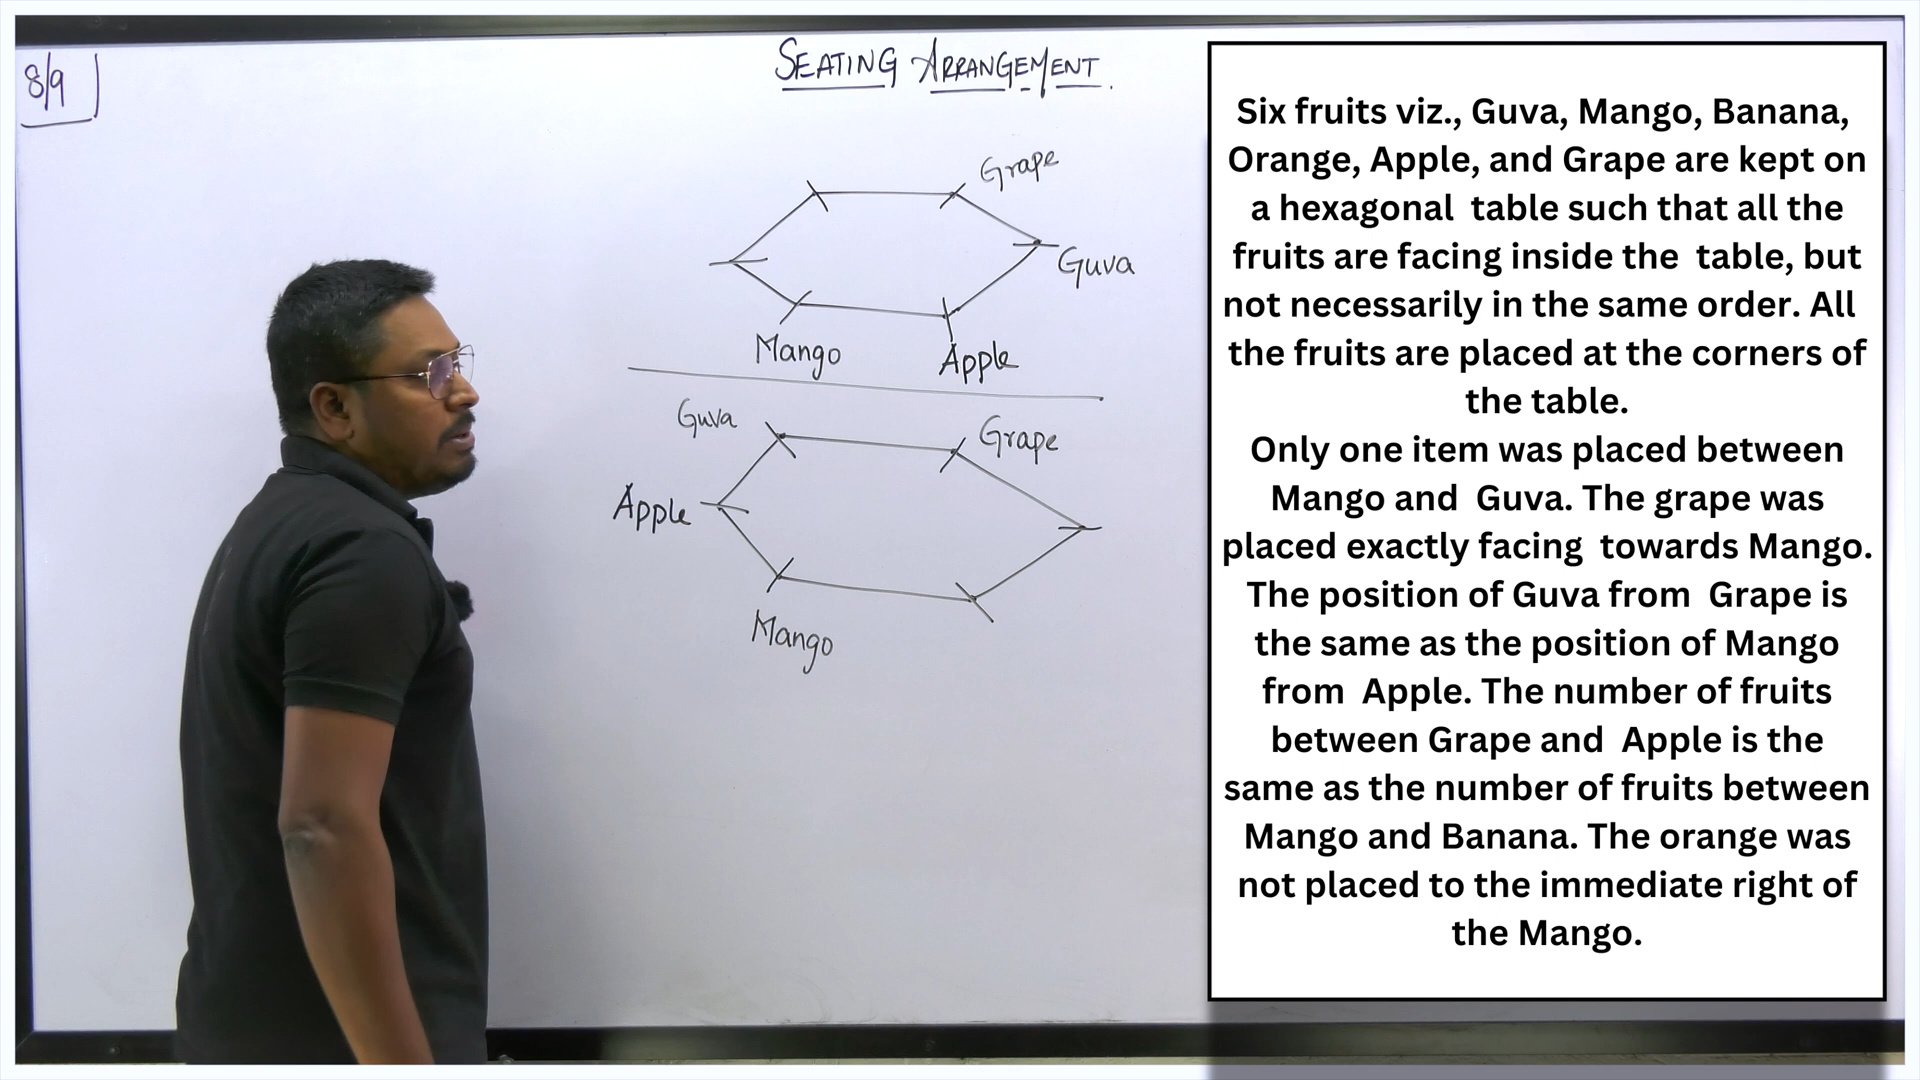 8/9
SEATING ARRANGEMENT.
Grape
Guva
Mango
Apple
Guva
Grape
Apple
Mango
Six fruits viz., Guva, Mango, Banana,
Orange, Apple, and Grape are kept on
a hexagonal table such that all the
fruits are facing inside the table, but
not necessarily in the same order. All
the fruits are placed at the corners of
the table.
Only one item was placed between
Mango and Guva. The grape was
placed exactly facing towards Mango.
The position of Guva from Grape is
the same as the position of Mango
from Apple. The number of fruits
between Grape and Apple is the
same as the number of fruits between
Mango and Banana. The orange was
not placed to the immediate right of
the Mango.